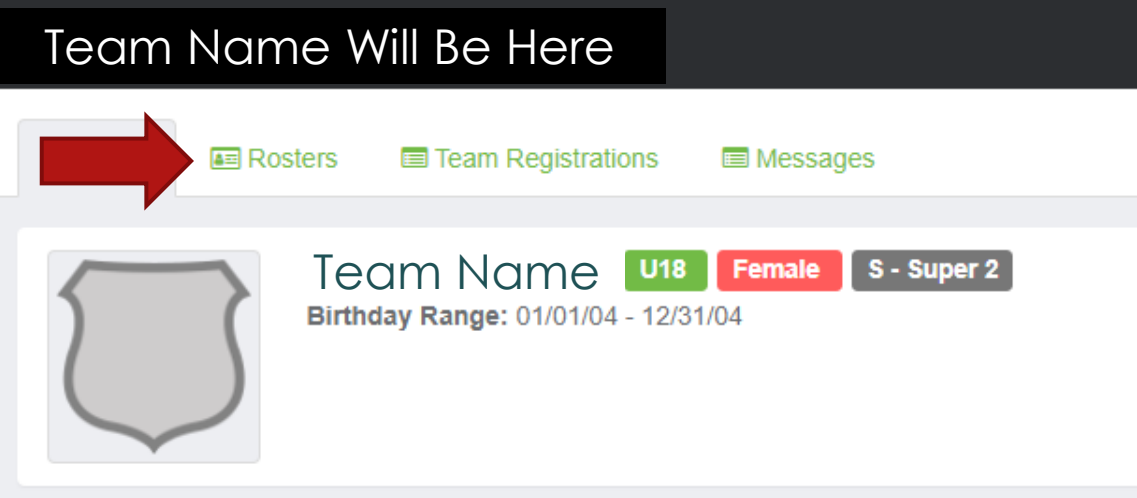 Team Name Will Be Here
Rosters Team Registrations Messages
Team Name U18 Female S - Super 2
Birthday Range: 01/01/04 - 12/31/04